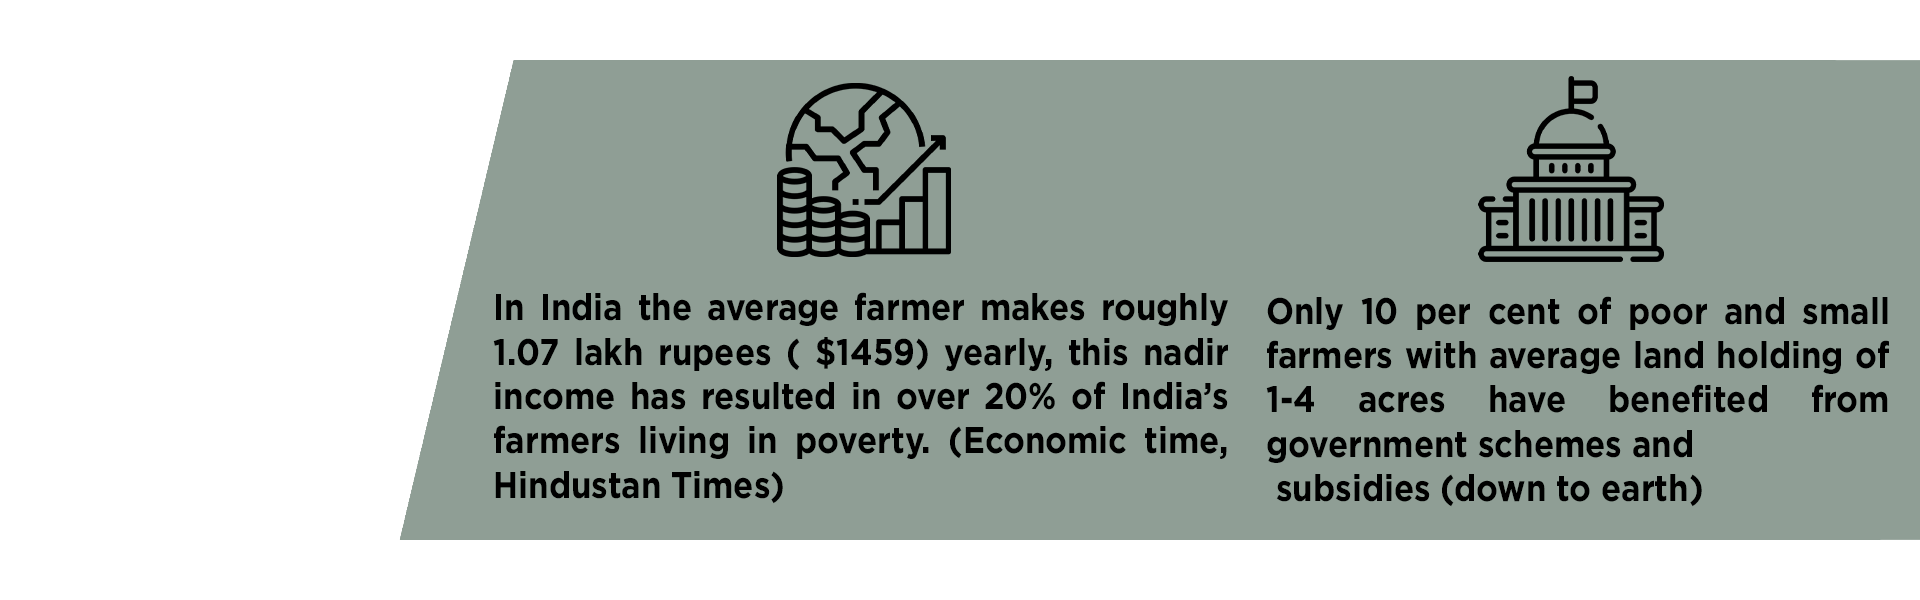 In India the average farmer makes roughly
1.07 lakh rupees ( $1459) yearly, this nadir
income has resulted in over 20% of India’s
farmers living in poverty. (Economic time,
Hindustan Times)
Only 10 per cent of poor and small
farmers with average land holding of
1-4 acres have benefited from
government schemes and
subsidies (down to earth)